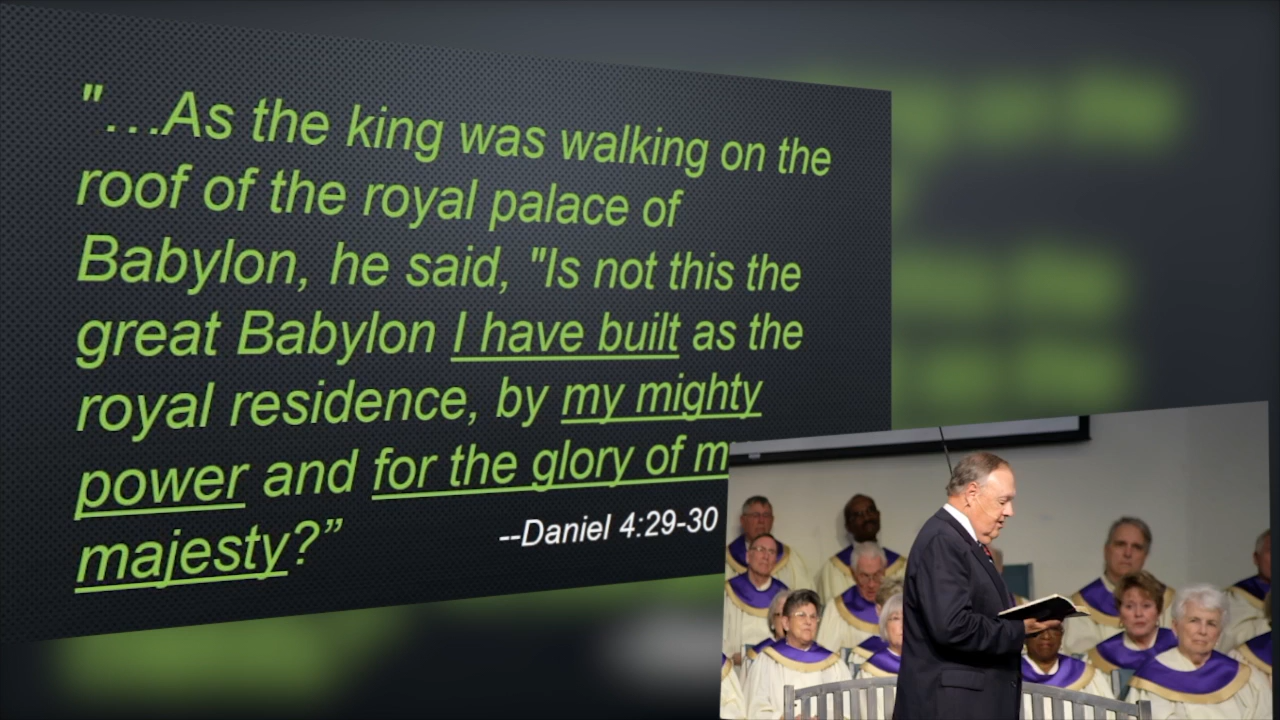 "…As the king was walking on the
roof of the royal palace of
Babylon, he said, "Is not this the
great Babylon I have built as the
royal residence, by my mighty
power and for the glory of m
majesty?”
--Daniel 4:29-30